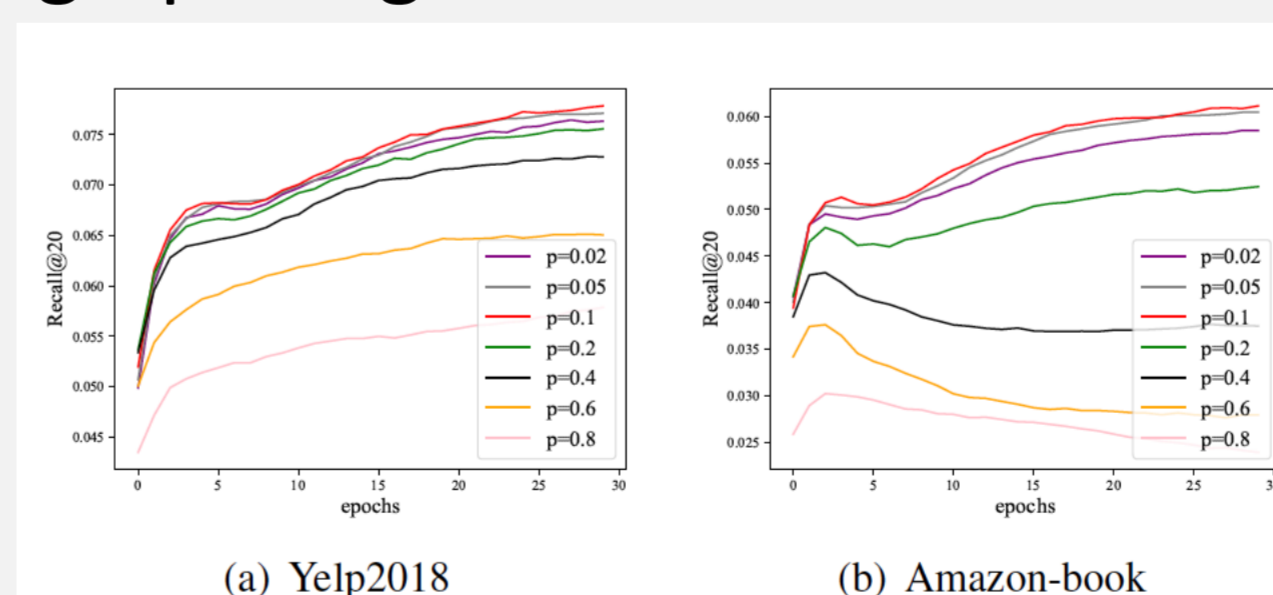 0.075
0.070
0.065
0.060
0.055
0.050
0.045
Recall@20
0 5 10 15 20 25 30
epochs
p=0.02
p=0.05
p=0.1
p=0.2
p=0.4
p=0.6
p=0.8
(a) Yelp2018
0.060
0.055
0.050
0.045
0.040
0.035
0.030
0.025
Recall@20
0 5 10 15 20 25
epochs
p=0.02
p=0.05
p=0.1
p=0.2
p=0.4
p=0.6
p=0.8
(b) Amazon-book